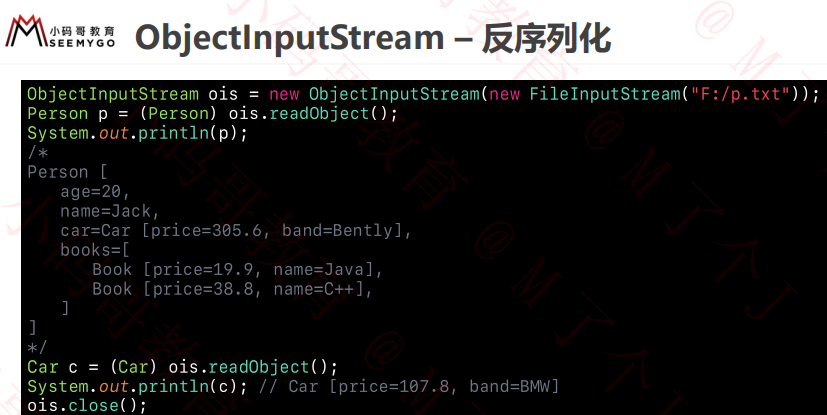 小码哥教育
SEEMYGO
ObjectInputStream – 反序列化
ObjectInputStream ois = new ObjectInputStream(new FileInputStream("F:/p.txt"));
Person p = (Person) ois.readObject();
System.out.println(p);
/*
Person [
age=20,
name=Jack,
car=Car [price=305.6, band=Bently],
books=[
Book [price=19.9, name=Java],
Book [price=38.8, name=C++],
]
]
*/
Car c = (Car) ois.readObject();
System.out.println(c); // Car [price=107.8, band=BMW]
ois.close();